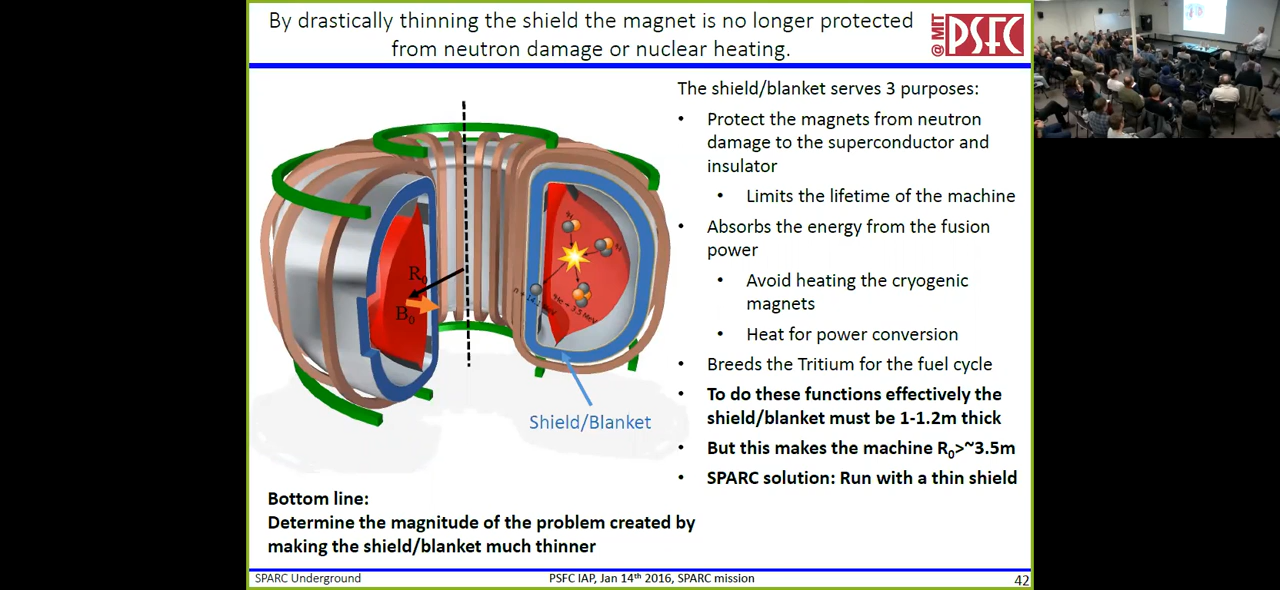 By drastically thinning the shield the magnet is no longer protected
from neutron damage or nuclear heating.
@MIT
PSFC
The shield/blanket serves 3 purposes:
• Protect the magnets from neutron
damage to the superconductor and
insulator
• Limits the lifetime of the machine
• Absorbs the energy from the fusion
power
• Avoid heating the cryogenic
magnets
• Heat for power conversion
• Breeds the Tritium for the fuel cycle
• To do these functions effectively the
shield/blanket must be 1-1.2m thick
• But this makes the machine R₀>~3.5m
• SPARC solution: Run with a thin shield
R₀
B₀
⁴He + 3.5 MeV
Shield/Blanket
Bottom line:
Determine the magnitude of the problem created by
making the shield/blanket much thinner
SPARC Underground
PSFC IAP, Jan 14th 2016, SPARC mission
42